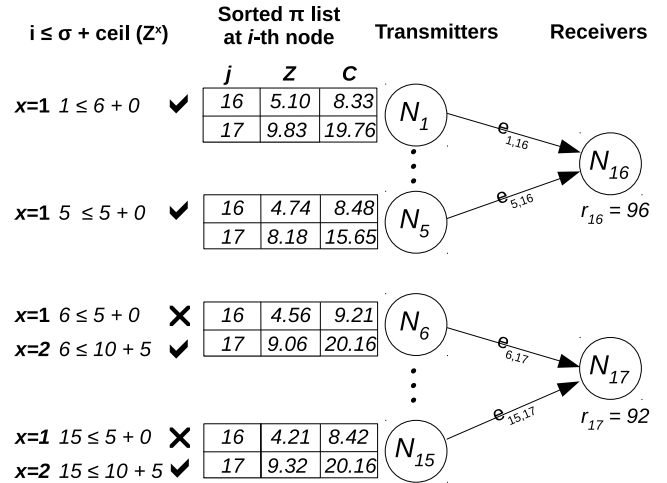 i ≤ σ + ceil (Zˣ)
Sorted π list
at i-th node
Transmitters
Receivers
j Z C
x=1 1 ≤ 6 + 0 ✔
16 5.10 8.33
17 9.83 19.76
N₁
e₁,₁₆
N₁₆
r₁₆ = 96
x=1 5 ≤ 5 + 0 ✔
16 4.74 8.48
17 8.18 15.65
N₅
e₅,₁₆
x=1 6 ≤ 5 + 0 ✘
x=2 6 ≤ 10 + 5 ✔
16 4.56 9.21
17 9.06 20.16
N₆
e₆,₁₇
N₁₇
r₁₇ = 92
x=1 15 ≤ 5 + 0 ✘
x=2 15 ≤ 10 + 5 ✔
16 4.21 8.42
17 9.32 20.16
N₁₅
e₁₅,₁₇